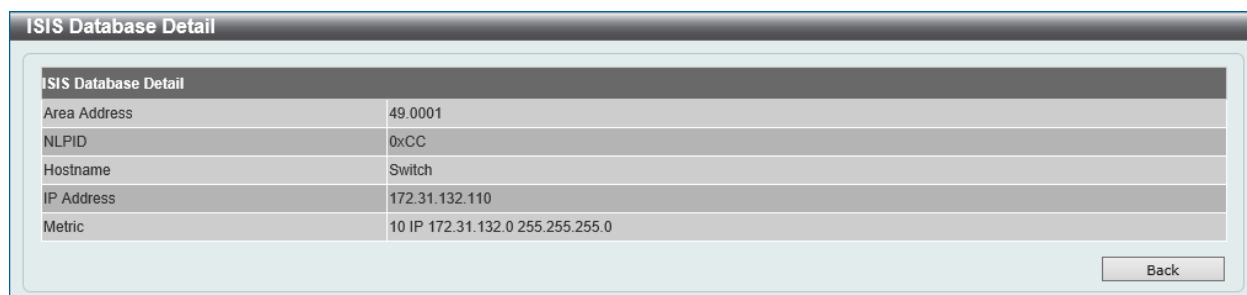 ISIS Database Detail
ISIS Database Detail
Area Address 49.0001
NLPID 0xCC
Hostname Switch
IP Address 172.31.132.110
Metric 10 IP 172.31.132.0 255.255.255.0
Back